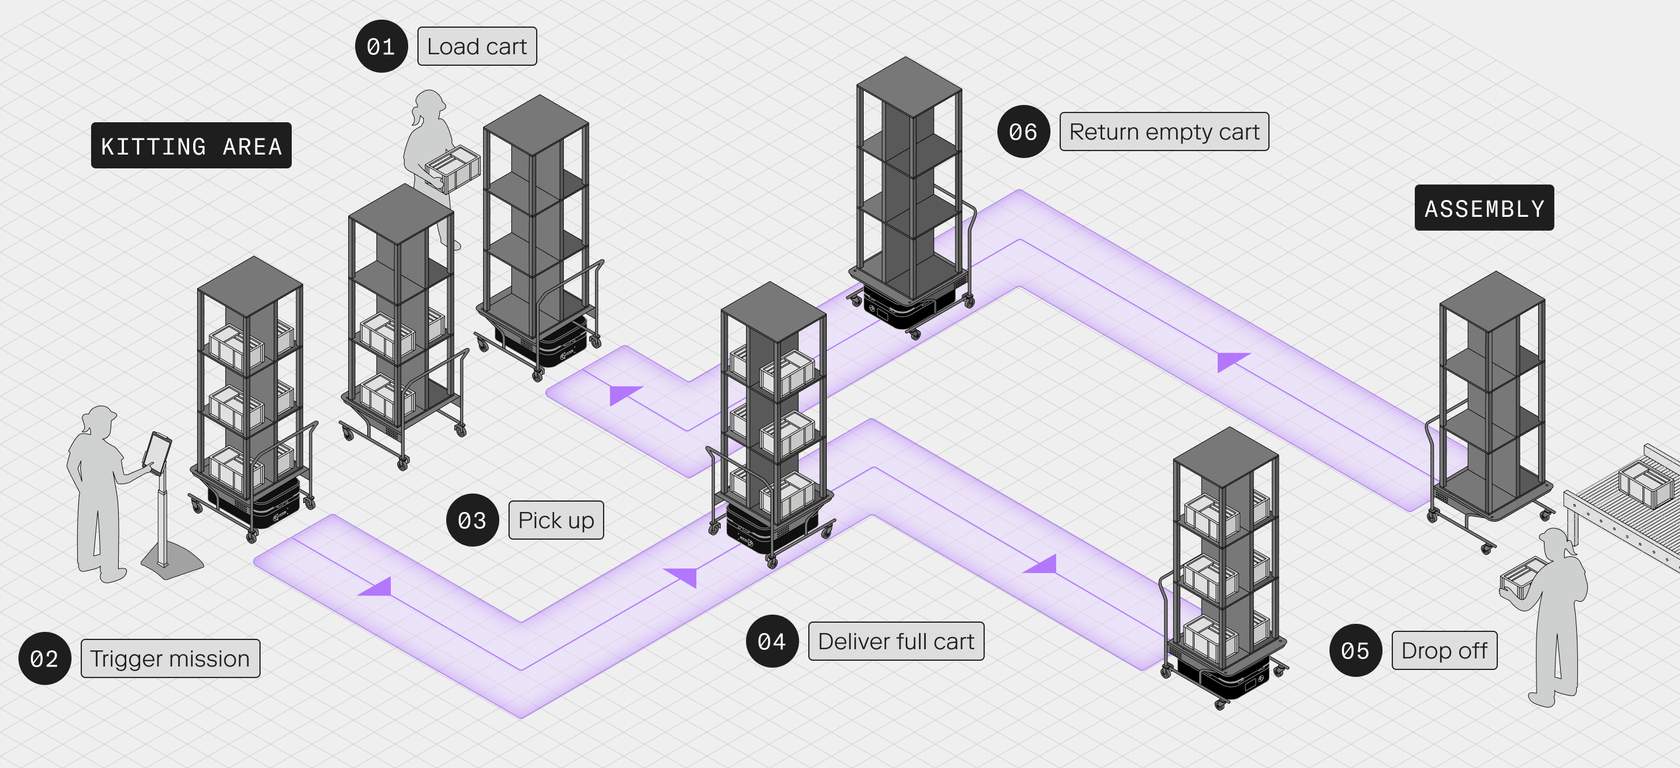 01 Load cart
KITTING AREA
06 Return empty cart
ASSEMBLY
03 Pick up
02 Trigger mission
04 Deliver full cart
05 Drop off